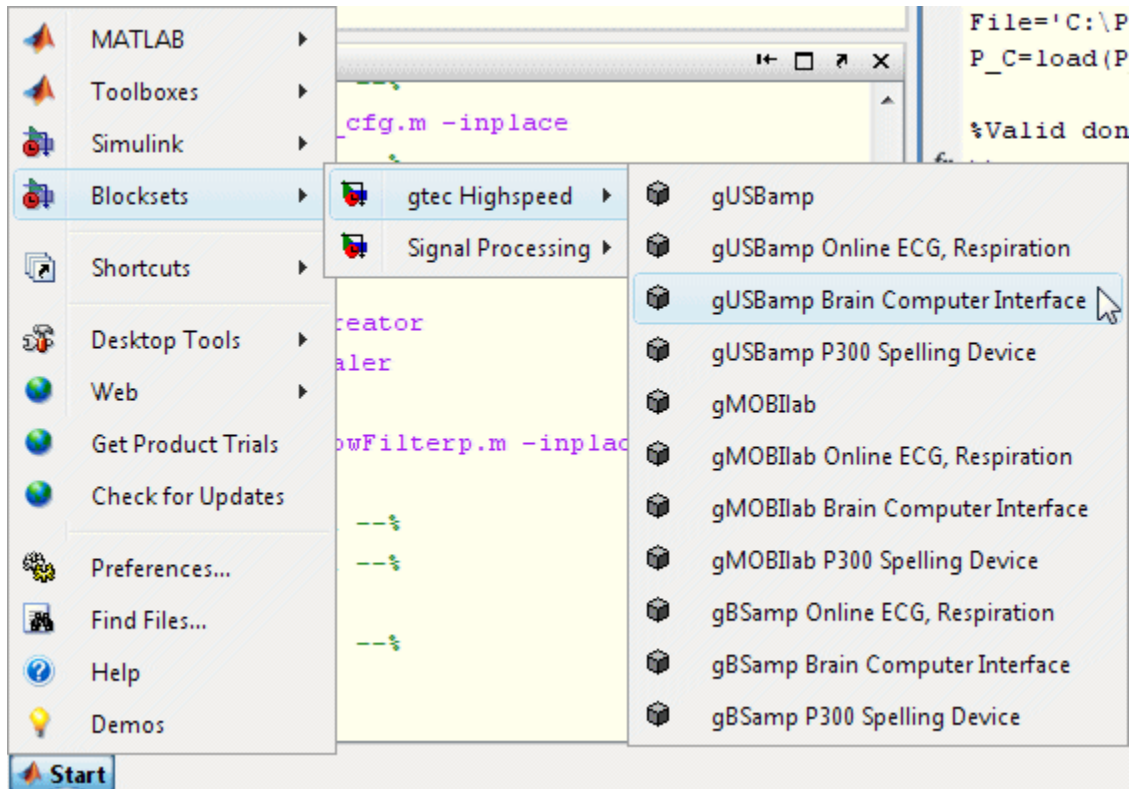 MATLAB
Toolboxes
Simulink
Blocksets
Shortcuts
Desktop Tools
Web
Get Product Trials
Check for Updates
Preferences...
Find Files...
Help
Demos
Start
--%
_cfg.m -inplace
gtec Highspeed
Signal Processing
reator
aler
owFilterp.m -inplac
--%
--%
--%
File='C:\P
P_C=load(P
%Valid don
gUSBamp
gUSBamp Online ECG, Respiration
gUSBamp Brain Computer Interface
gUSBamp P300 Spelling Device
gMOBIlab
gMOBIlab Online ECG, Respiration
gMOBIlab Brain Computer Interface
gMOBIlab P300 Spelling Device
gBSamp Online ECG, Respiration
gBSamp Brain Computer Interface
gBSamp P300 Spelling Device